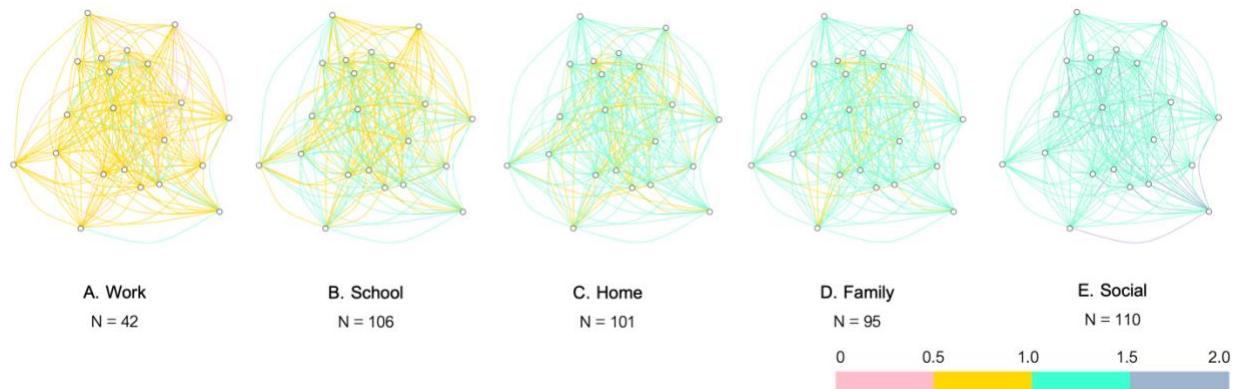 A. Work
N = 42
B. School
N = 106
C. Home
N = 101
D. Family
N = 95
E. Social
N = 110
0 0.5 1.0 1.5 2.0